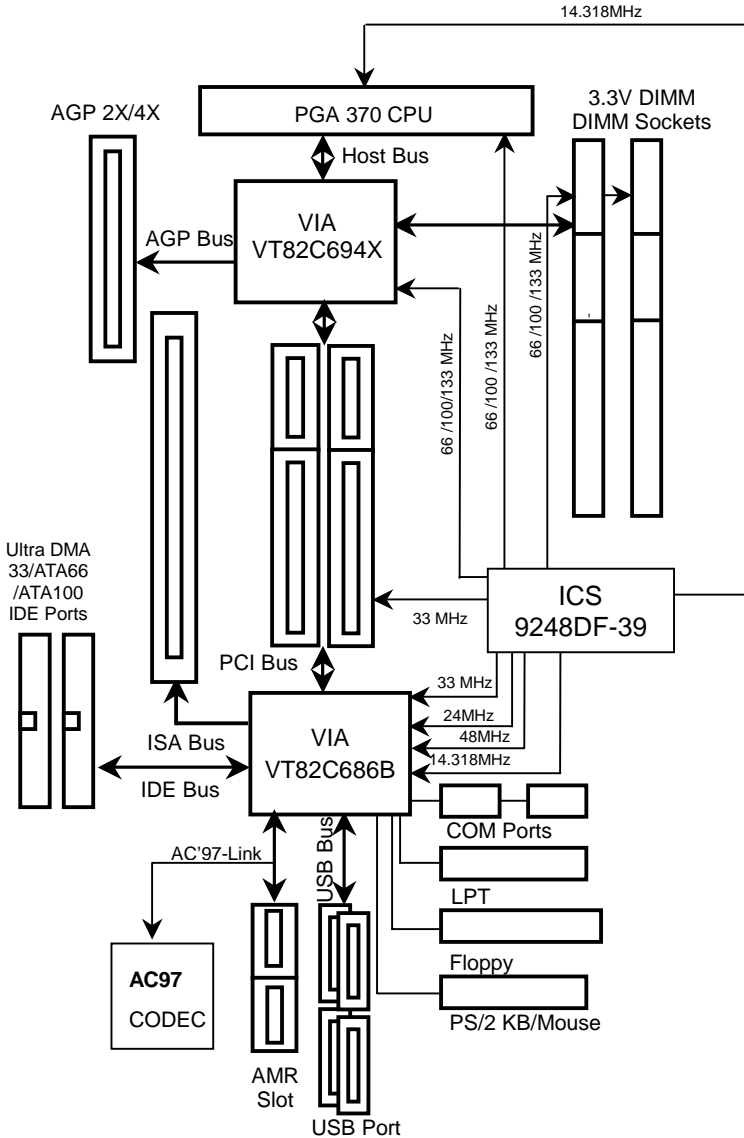 14.318MHz
AGP 2X/4X
PGA 370 CPU
3.3V DIMM
DIMM Sockets
Host Bus
VIA
VT82C694X
AGP Bus
66 /100/133 MHz
66 /100 /133 MHz
66 /100 /133 MHz
-
Ultra DMA
33/ATA66
/ATA100
IDE Ports
ICS
9248DF-39
33 MHz
PCI Bus
33 MHz
24MHz
48MHz
14.318MHz
VIA
VT82C686B
ISA Bus
IDE Bus
COM Ports
AC'97-Link
USB Bus
LPT
Floppy
PS/2 KB/Mouse
AC97
CODEC
AMR
Slot
USB Port